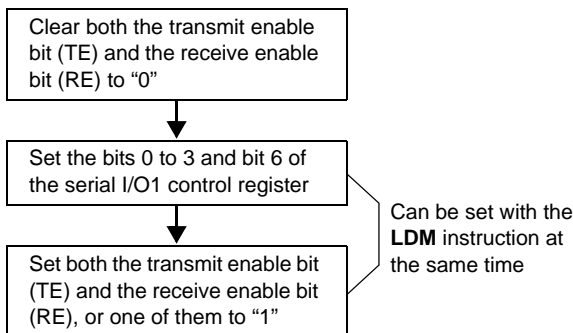 Clear both the transmit enable
bit (TE) and the receive enable
bit (RE) to “0”
Set the bits 0 to 3 and bit 6 of
the serial I/O1 control register
Can be set with the
LDM instruction at
the same time
Set both the transmit enable bit
(TE) and the receive enable bit
(RE), or one of them to “1”